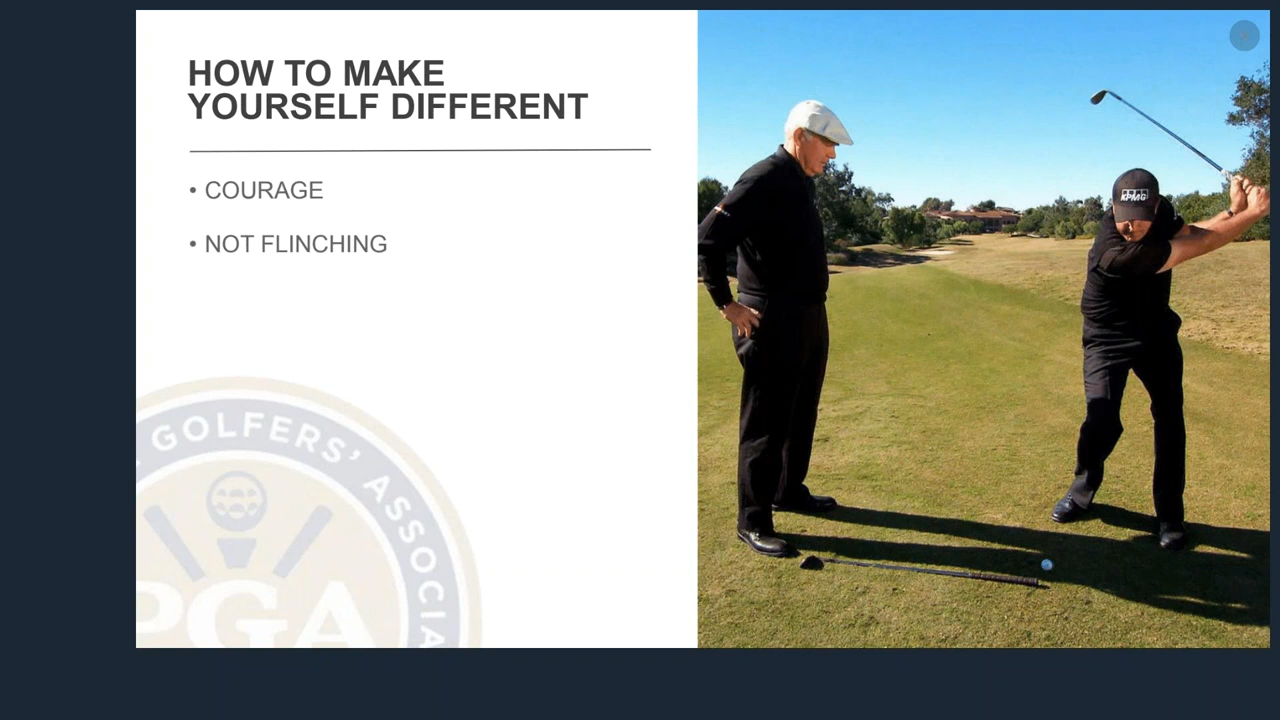 HOW TO MAKE
YOURSELF DIFFERENT
• COURAGE
• NOT FLINCHING
GOLFERS' ASSOCIA
PGA
KPMG